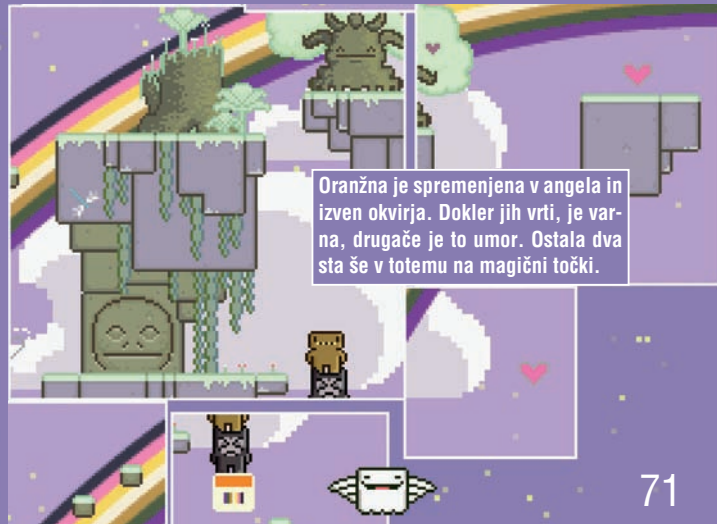 Oranžna je spremenjena v angela in
izven okvirja. Dokler jih vrti, je var-
na, drugače je to umor. Ostala dva
sta še v totemu na magični točki.
71